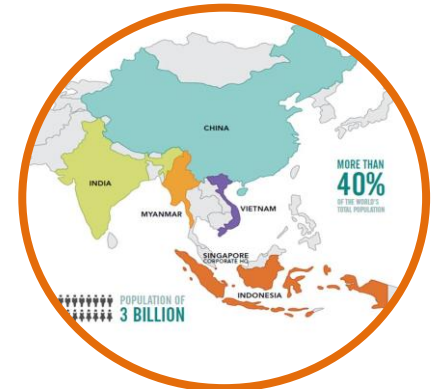 CHINA
MORE THAN
40%
OF THE WORLD'S
TOTAL POPULATION
INDIA
MYANMAR
VIETNAM
SINGAPORE
CORPORATE HQ
INDONESIA
POPULATION OF
3 BILLION